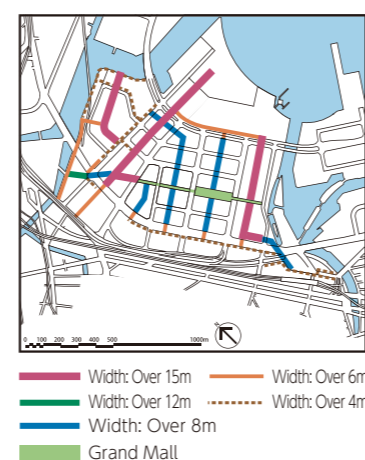 0 100 200 300 400 500 1000m
Width: Over 15m Width: Over 6m
Width: Over 12m Width: Over 4m
Width: Over 8m
Grand Mall